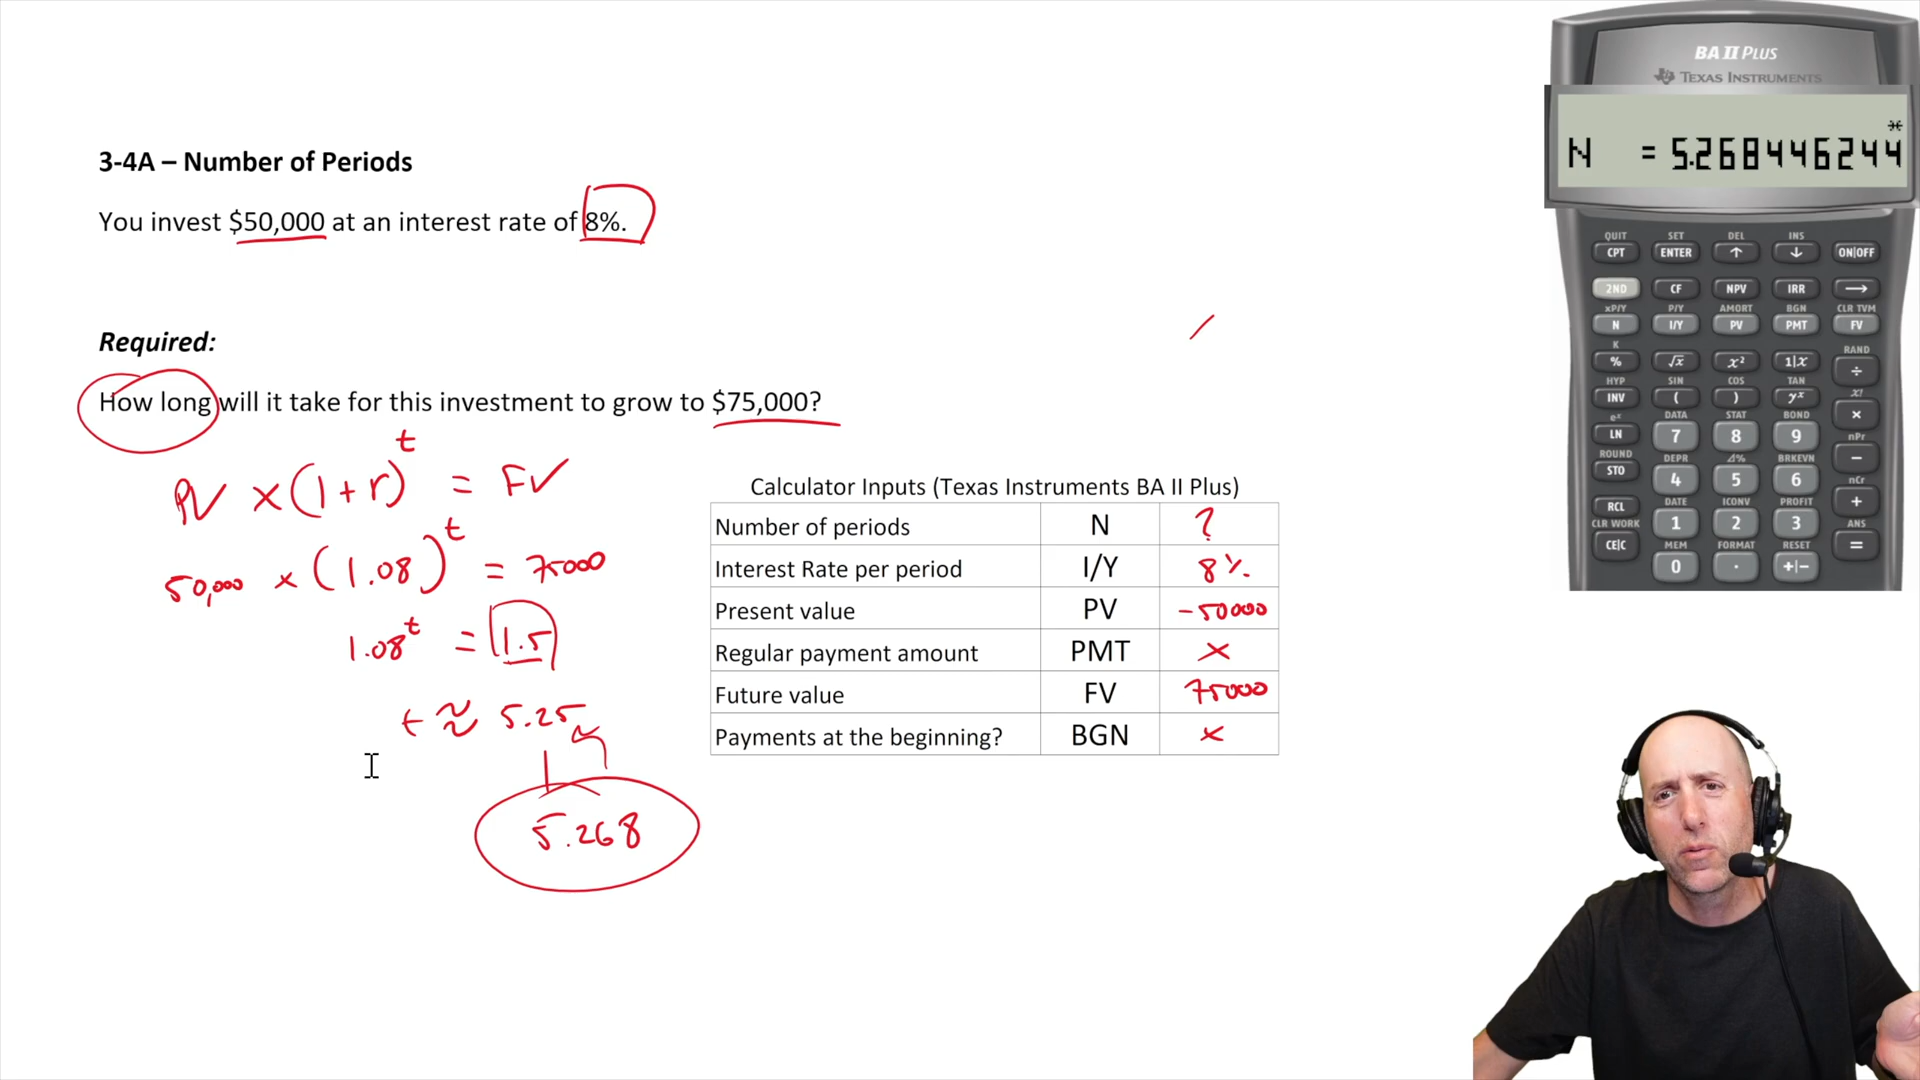 3-4A – Number of Periods
You invest $50,000 at an interest rate of 8%.
Required:
How long will it take for this investment to grow to $75,000?
PV × (1 + r)^t = FV
50,000 × (1.08)^t = 75000
1.08^t = 1.5
t ≈ 5.25
5.268
Calculator Inputs (Texas Instruments BA II Plus)
Number of periods N ?
Interest Rate per period I/Y 8%
Present value PV -50000
Regular payment amount PMT ×
Future value FV 75000
Payments at the beginning? BGN ×
BA II PLUS
TEXAS INSTRUMENTS
*
N = 5.268446244
QUIT SET DEL INS
CPT ENTER ↑ ↓ ON|OFF
2ND CF NPV IRR →
xP/Y P/Y AMORT BGN CLR TVM
N I/Y PV PMT FV
K RAND
% √x x² 1|x ÷
HYP SIN COS TAN x!
INV ( ) yˣ ×
eˣ DATA STAT BOND nPr
LN 7 8 9 −
ROUND DEPR Δ% BRKEVN nCr
STO 4 5 6 +
DATE ICONV PROFIT ANS
RCL 1 2 3 =
CLR WORK MEM FORMAT RESET
CE|C 0 . +|−